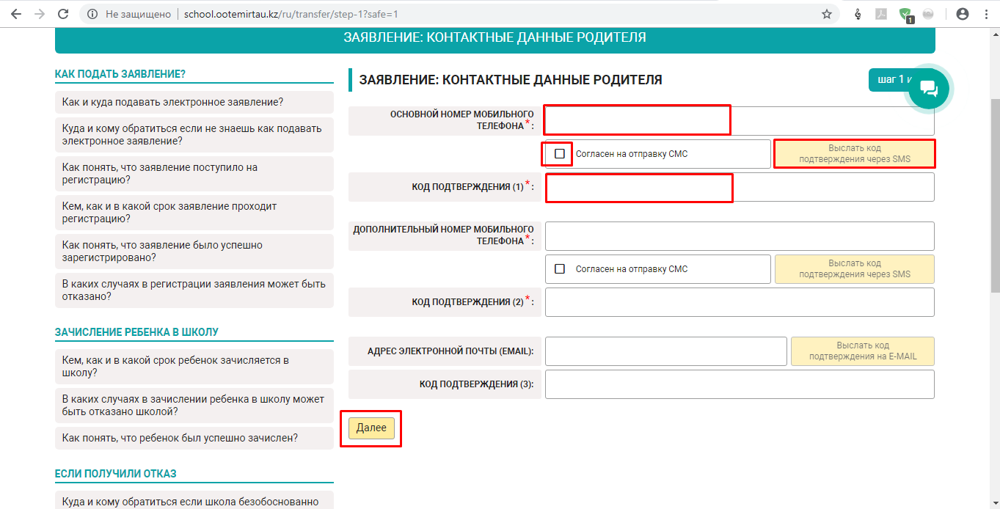 Не защищено
school.ootemirtau.kz/ru/transfer/step-1?safe=1
1
ЗАЯВЛЕНИЕ: КОНТАКТНЫЕ ДАННЫЕ РОДИТЕЛЯ
КАК ПОДАТЬ ЗАЯВЛЕНИЕ?
Как и куда подавать электронное заявление?
Куда и кому обратиться если не знаешь как подавать
электронное заявление?
Как понять, что заявление поступило на
регистрацию?
Кем, как и в какой срок заявление проходит
регистрацию?
Как понять, что заявление было успешно
зарегистрировано?
В каких случаях в регистрации заявления может быть
отказано?
ЗАЧИСЛЕНИЕ РЕБЕНКА В ШКОЛУ
Кем, как и в какой срок ребенок зачисляется в
школу?
В каких случаях в зачислении ребенка в школу может
быть отказано школой?
Как понять, что ребенок был успешно зачислен?
ЕСЛИ ПОЛУЧИЛИ ОТКАЗ
Куда и кому обратиться если школа безобоснованно
ЗАЯВЛЕНИЕ: КОНТАКТНЫЕ ДАННЫЕ РОДИТЕЛЯ
шаг 1 и
ОСНОВНОЙ НОМЕР МОБИЛЬНОГО
ТЕЛЕФОНА*:
Согласен на отправку СМС
Выслать код
подтверждения через SMS
КОД ПОДТВЕРЖДЕНИЯ (1)*:
ДОПОЛНИТЕЛЬНЫЙ НОМЕР МОБИЛЬНОГО
ТЕЛЕФОНА*:
Согласен на отправку СМС
Выслать код
подтверждения через SMS
КОД ПОДТВЕРЖДЕНИЯ (2)*:
АДРЕС ЭЛЕКТРОННОЙ ПОЧТЫ (EMAIL):
Выслать код
подтверждения на E-MAIL
КОД ПОДТВЕРЖДЕНИЯ (3):
Далее